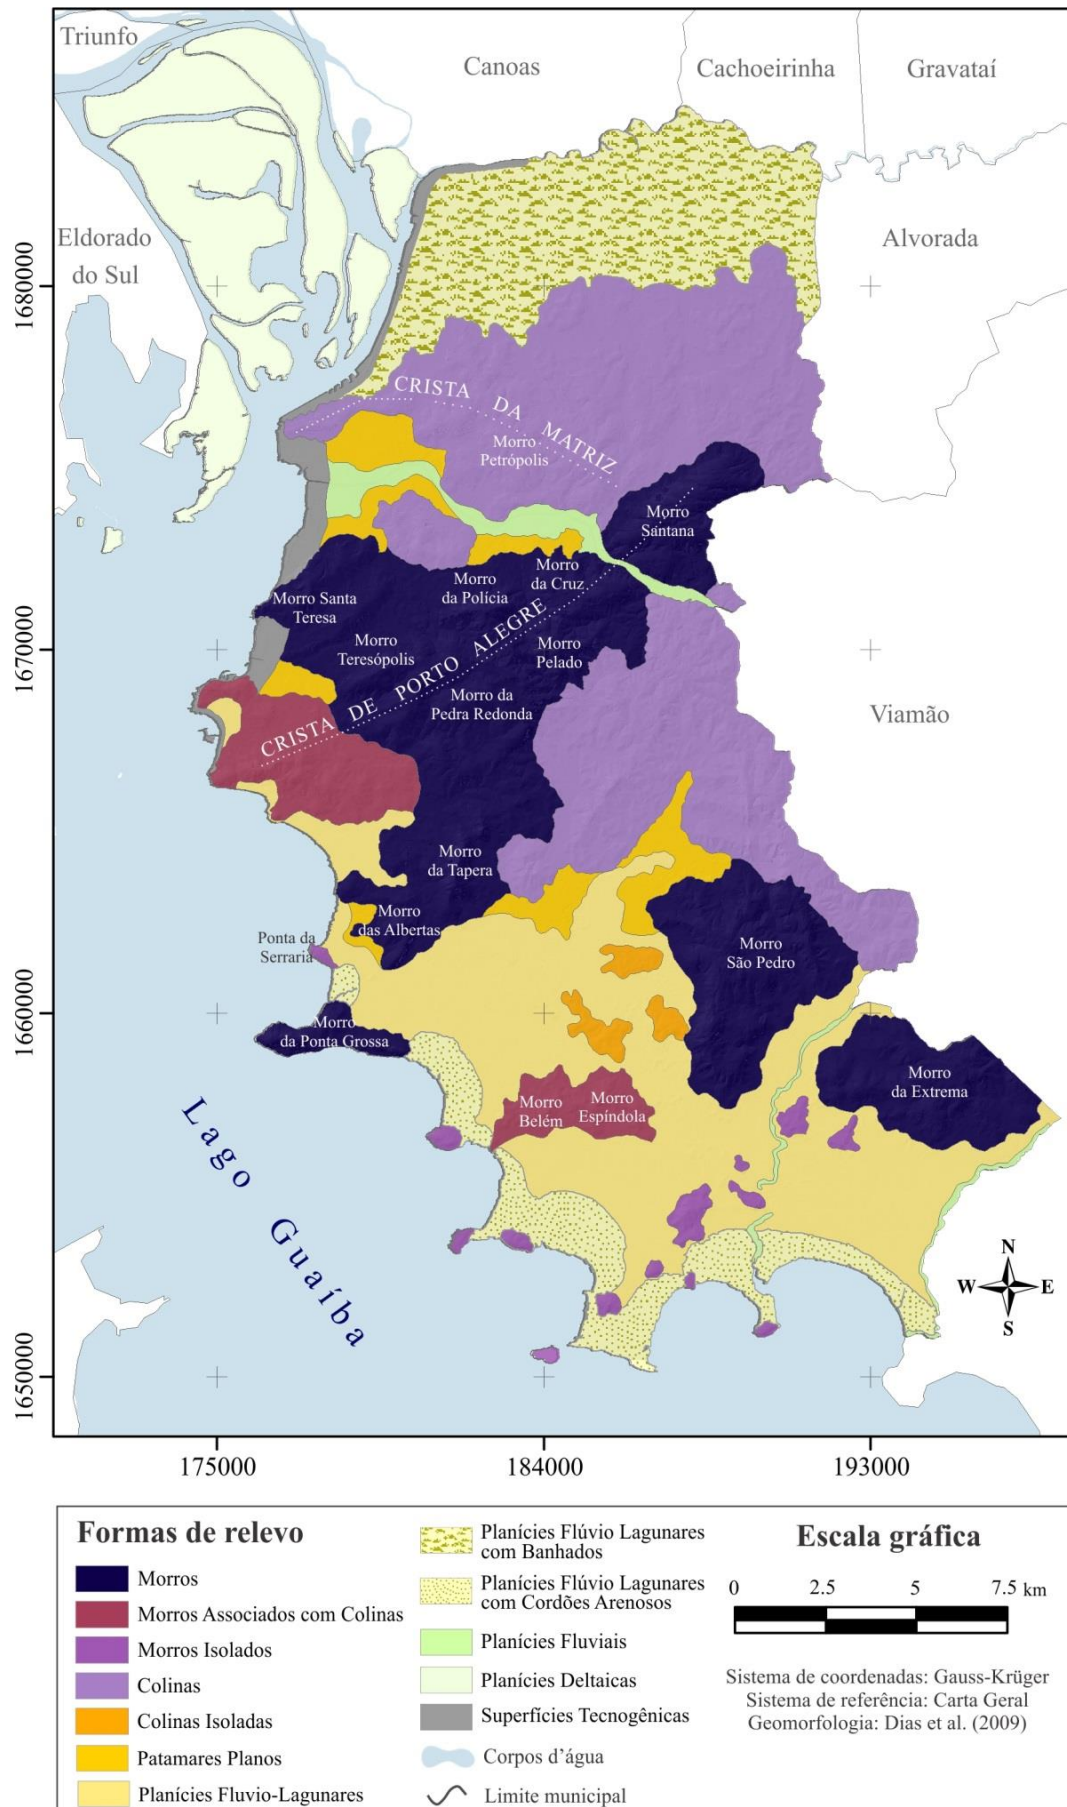 Triunfo
Canoas
Cachoeirinha
Gravataí
Eldorado
do Sul
Alvorada
1680000
CRISTA DA MATRIZ
Morro
Petrópolis
Morro
Santana
Morro
da Cruz
Morro
da Polícia
Morro Santa
Teresa
Morro
Teresópolis
Morro
Pelado
1670000
CRISTA DE PORTO ALEGRE
Morro da
Pedra Redonda
Viamão
Morro
da Tapera
Morro
das Albertas
Ponta da
Serraria
Morro
São Pedro
1660000
Morro
da Ponta Grossa
Morro
da Extrema
Morro
Belém
Morro
Espíndola
Lago Guaíba
N
W
E
S
1650000
175000
184000
193000
Formas de relevo
Morros
Morros Associados com Colinas
Morros Isolados
Colinas
Colinas Isoladas
Patamares Planos
Planícies Fluvio-Lagunares
Planícies Flúvio Lagunares
com Banhados
Planícies Flúvio Lagunares
com Cordões Arenosos
Planícies Fluviais
Planícies Deltaicas
Superfícies Tecnogênicas
Corpos d’água
Limite municipal
Escala gráfica
0 2.5 5 7.5 km
Sistema de coordenadas: Gauss-Krüger
Sistema de referência: Carta Geral
Geomorfologia: Dias et al. (2009)